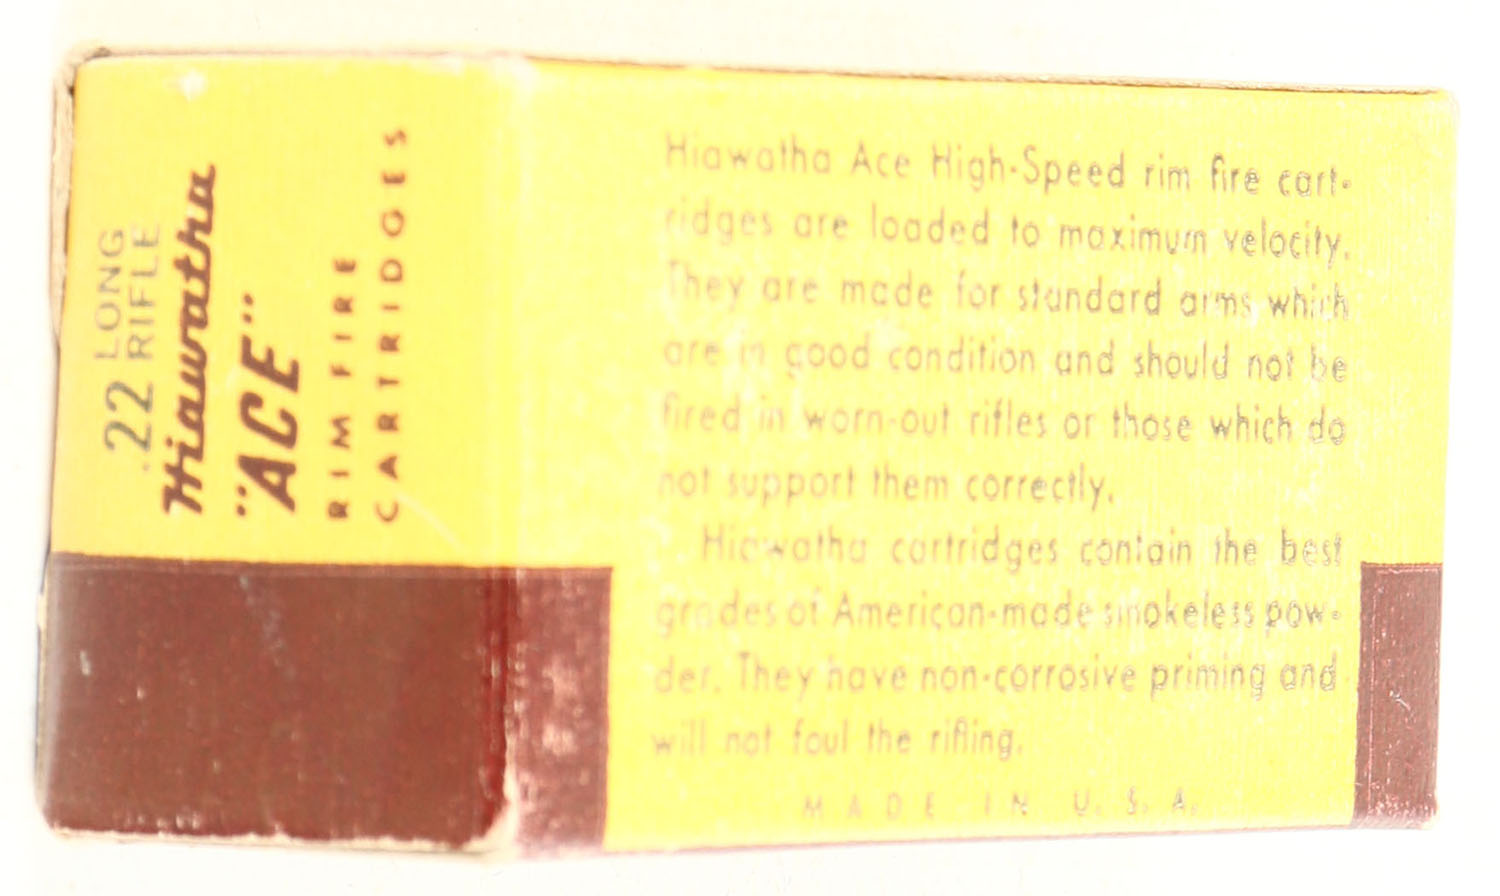 .22 LONG
RIFLE
Hiawatha
"ACE"
RIM FIRE
CARTRIDGES
Hiawatha Ace High-Speed rim fire cart-
ridges are loaded to maximum velocity.
They are made for standard arms which
are in good condition and should not be
fired in worn-out rifles or those which do
not support them correctly.
Hiawatha cartridges contain the best
grades of American-made smokeless pow-
der. They have non-corrosive priming and
will not foul the rifling.
MADE IN U.S.A.